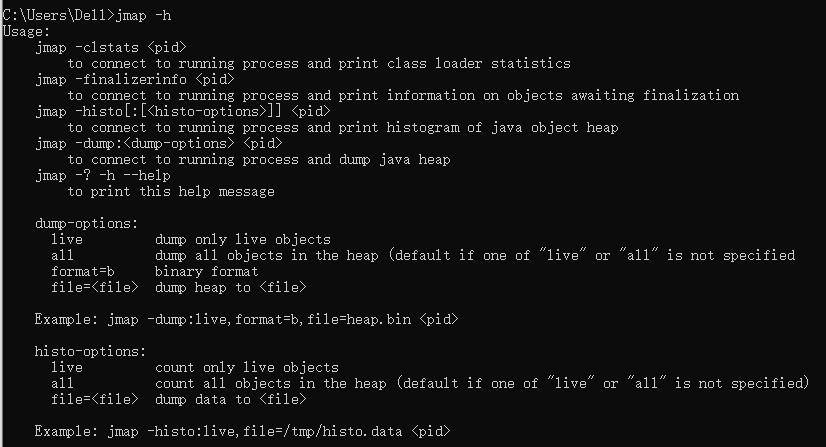 C:\Users\Dell>jmap -h
Usage:
    jmap -clstats <pid>
        to connect to running process and print class loader statistics
    jmap -finalizerinfo <pid>
        to connect to running process and print information on objects awaiting finalization
    jmap -histo[:[<histo-options>]] <pid>
        to connect to running process and print histogram of java object heap
    jmap -dump:<dump-options> <pid>
        to connect to running process and dump java heap
    jmap -? -h --help
        to print this help message

    dump-options:
      live         dump only live objects
      all          dump all objects in the heap (default if one of "live" or "all" is not specified
      format=b     binary format
      file=<file>  dump heap to <file>

    Example: jmap -dump:live,format=b,file=heap.bin <pid>

    histo-options:
      live         count only live objects
      all          count all objects in the heap (default if one of "live" or "all" is not specified)
      file=<file>  dump data to <file>

    Example: jmap -histo:live,file=/tmp/histo.data <pid>